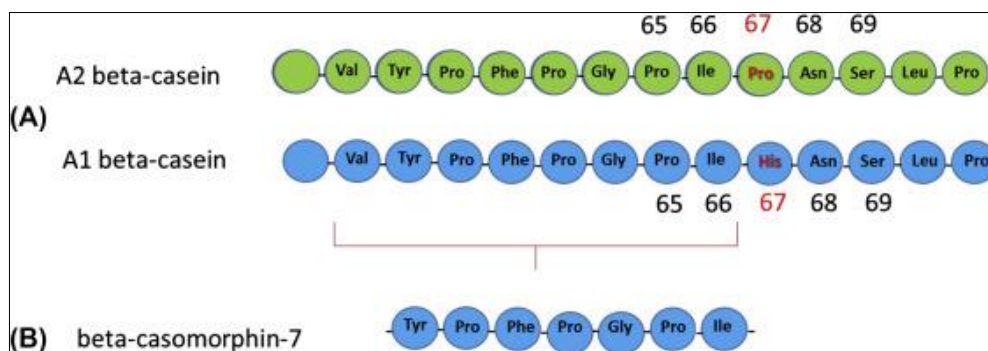 65 66 67 68 69
A2 beta-casein Val Tyr Pro Phe Pro Gly Pro Ile Pro Asn Ser Leu Pro
(A)
A1 beta-casein Val Tyr Pro Phe Pro Gly Pro Ile His Asn Ser Leu Pro
65 66 67 68 69
(B) beta-casomorphin-7 Tyr Pro Phe Pro Gly Pro Ile